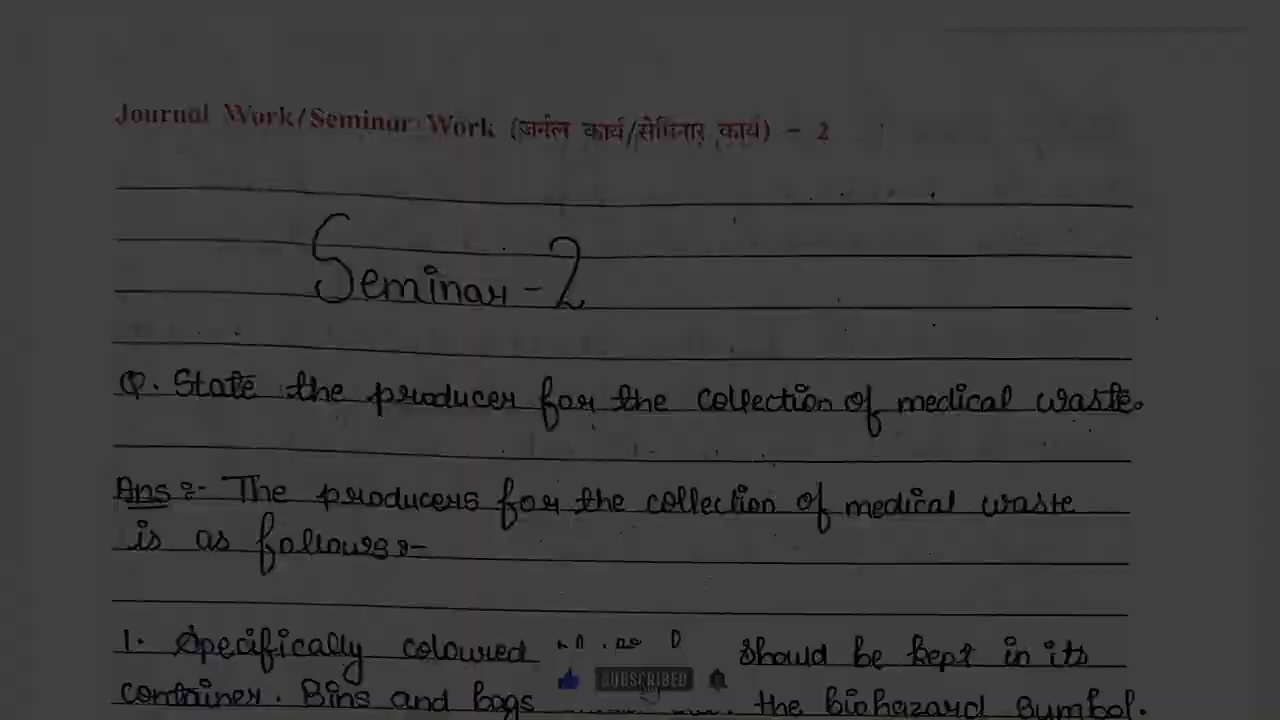 Journal Work/Seminar Work (जर्नल कार्य/सेमिनार कार्य) - 2
Seminar-2
Q. State the producer for the collection of medical waste.
Ans :- The producers for the collection of medical waste
is as follows :-
1. Specifically coloured should be kept in its
container. Bins and bags the biohazard symbol.
SUBSCRIBED